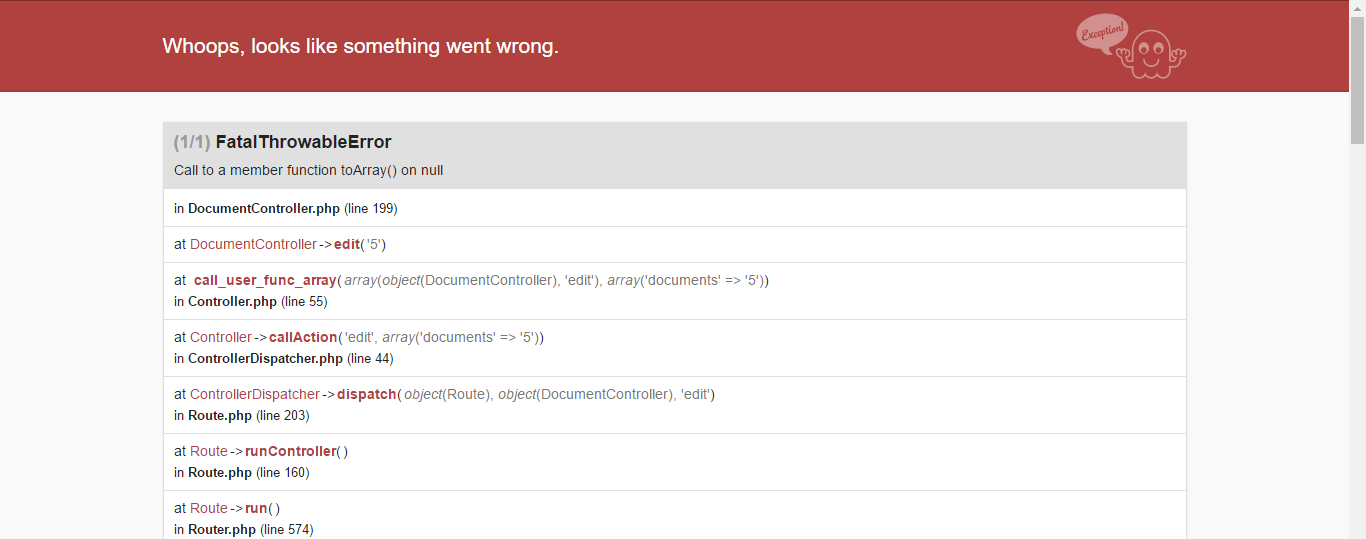 Whoops, looks like something went wrong.
Exception!
(1/1) FatalThrowableError
Call to a member function toArray() on null
in DocumentController.php (line 199)
at DocumentController->edit('5')
at call_user_func_array(array(object(DocumentController), 'edit'), array('documents' => '5'))
in Controller.php (line 55)
at Controller->callAction('edit', array('documents' => '5'))
in ControllerDispatcher.php (line 44)
at ControllerDispatcher->dispatch(object(Route), object(DocumentController), 'edit')
in Route.php (line 203)
at Route->runController()
in Route.php (line 160)
at Route->run()
in Router.php (line 574)